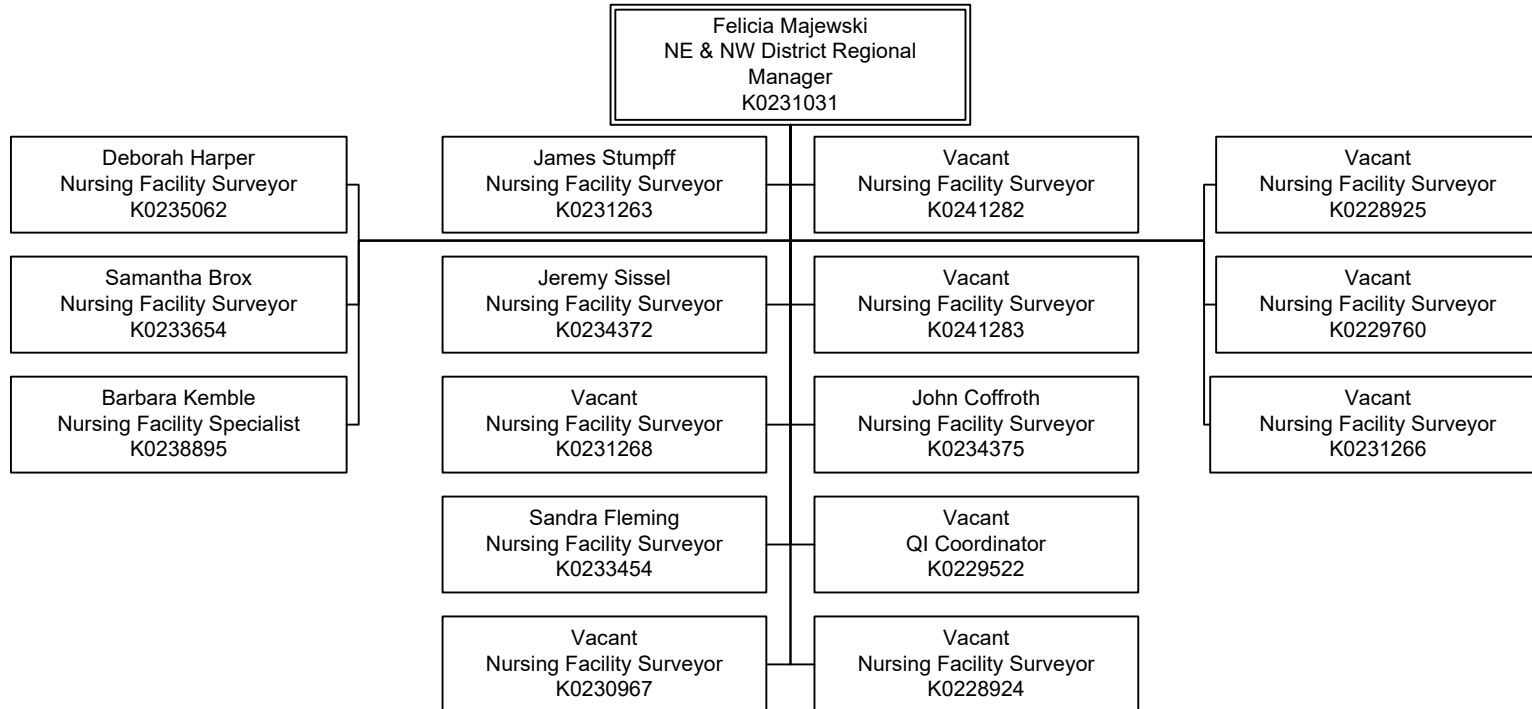 Felicia Majewski
NE & NW District Regional
Manager
K0231031
Deborah Harper
Nursing Facility Surveyor
K0235062
James Stumpff
Nursing Facility Surveyor
K0231263
Vacant
Nursing Facility Surveyor
K0241282
Vacant
Nursing Facility Surveyor
K0228925
Samantha Brox
Nursing Facility Surveyor
K0233654
Jeremy Sissel
Nursing Facility Surveyor
K0234372
Vacant
Nursing Facility Surveyor
K0241283
Vacant
Nursing Facility Surveyor
K0229760
Barbara Kemble
Nursing Facility Specialist
K0238895
Vacant
Nursing Facility Surveyor
K0231268
John Coffroth
Nursing Facility Surveyor
K0234375
Vacant
Nursing Facility Surveyor
K0231266
Sandra Fleming
Nursing Facility Surveyor
K0233454
Vacant
QI Coordinator
K0229522
Vacant
Nursing Facility Surveyor
K0230967
Vacant
Nursing Facility Surveyor
K0228924